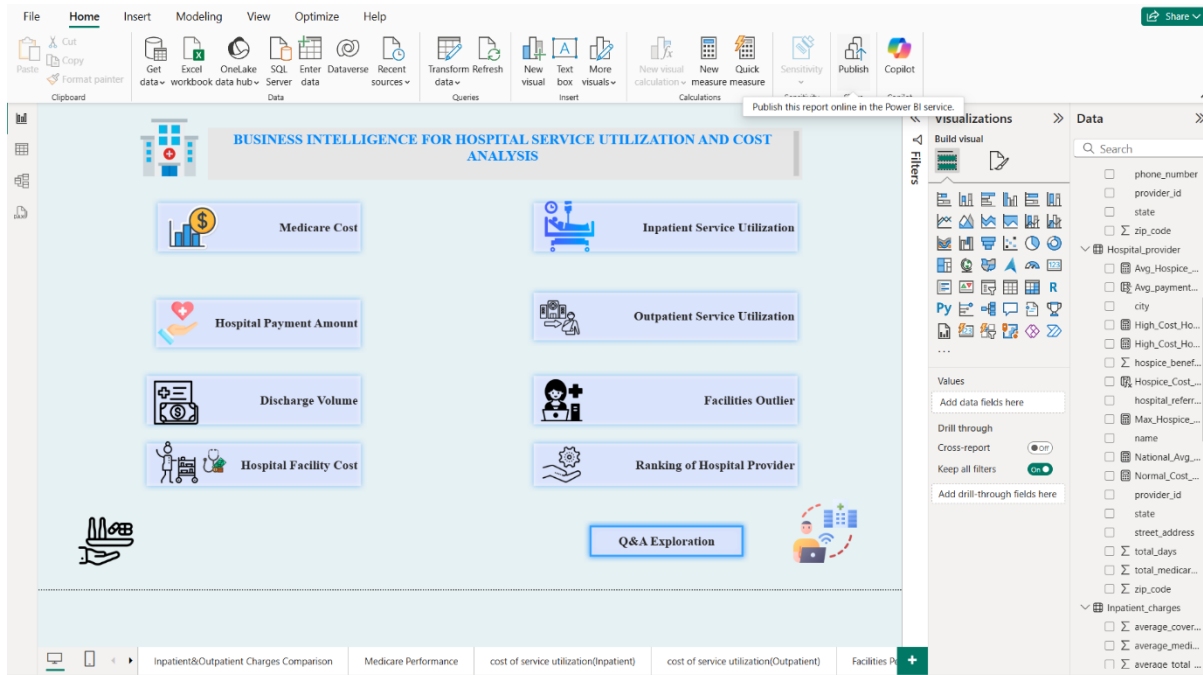 File Home Insert Modeling View Optimize Help
Share
Paste
Cut
Copy
Format painter
Clipboard
Get data
Excel workbook
OneLake data hub
SQL Server
Enter data
Dataverse
Recent sources
Data
Transform data
Refresh
Queries
New visual
Text box
More visuals
Insert
New visual calculation
New measure
Quick measure
Calculations
Sensitivity
Publish
Copilot
Publish this report online in the Power BI service.
BUSINESS INTELLIGENCE FOR HOSPITAL SERVICE UTILIZATION AND COST
ANALYSIS
Medicare Cost
Inpatient Service Utilization
Hospital Payment Amount
Outpatient Service Utilization
Discharge Volume
Facilities Outlier
Hospital Facility Cost
Ranking of Hospital Provider
Q&A Exploration
Filters
Visualizations
Build visual
123
R
Py
...
Values
Add data fields here
Drill through
Cross-report
Off
Keep all filters
On
Add drill-through fields here
Data
Search
phone_number
provider_id
state
zip_code
Hospital_provider
Avg_Hospice_...
Avg_payment...
city
High_Cost_Ho...
High_Cost_Ho...
hospice_benef...
Hospice_Cost_...
hospital_referr...
Max_Hospice_...
name
National_Avg_...
Normal_Cost_...
provider_id
state
street_address
total_days
total_medicar...
zip_code
Inpatient_charges
average_cover...
average_medi...
average_total_...
Inpatient&Outpatient Charges Comparison
Medicare Performance
cost of service utilization(Inpatient)
cost of service utilization(Outpatient)
Facilities
+